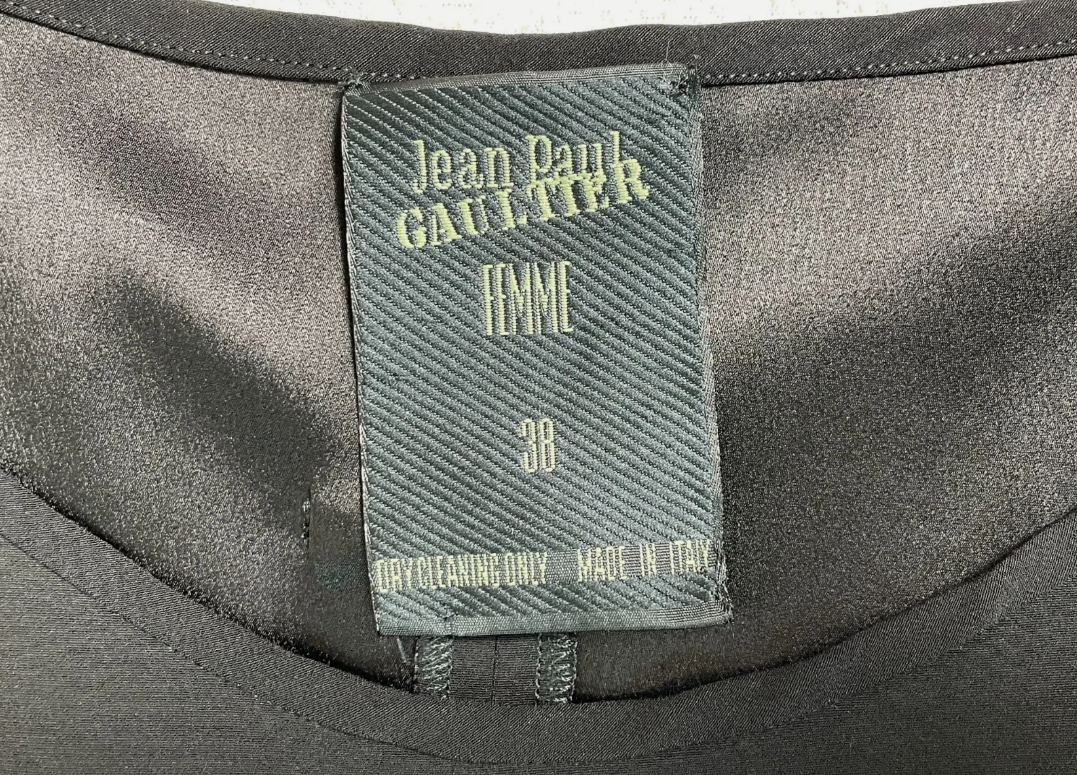 Jean Paul
GAULTIER
FEMME
38
DRY CLEANING ONLY MADE IN ITALY